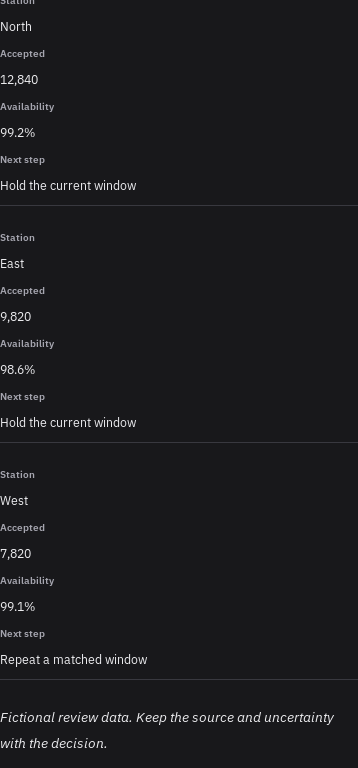 Station
North
Accepted
12,840
Availability
99.2%
Next step
Hold the current window
Station
East
Accepted
9,820
Availability
98.6%
Next step
Hold the current window
Station
West
Accepted
7,820
Availability
99.1%
Next step
Repeat a matched window
Fictional review data. Keep the source and uncertainty
with the decision.